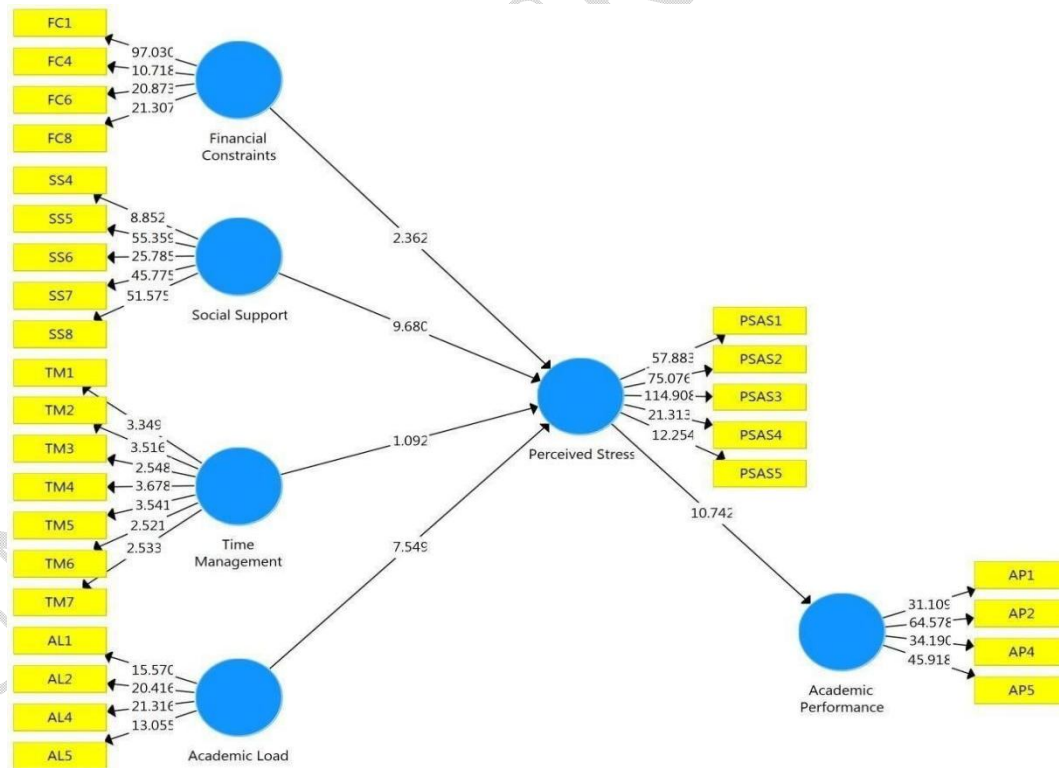 FC1
FC4
FC6
FC8
97.030
10.718
20.873
21.307
Financial
Constraints
SS4
SS5
SS6
SS7
SS8
8.852
55.359
25.785
45.775
51.575
Social Support
TM1
TM2
TM3
TM4
TM5
TM6
TM7
3.349
3.516
2.548
3.678
3.541
2.521
2.533
Time
Management
AL1
AL2
AL4
AL5
15.570
20.416
21.316
13.055
Academic Load
2.362
9.680
1.092
7.549
Perceived Stress
57.883
75.076
114.908
21.313
12.254
PSAS1
PSAS2
PSAS3
PSAS4
PSAS5
10.742
Academic
Performance
31.109
64.578
34.190
45.918
AP1
AP2
AP4
AP5